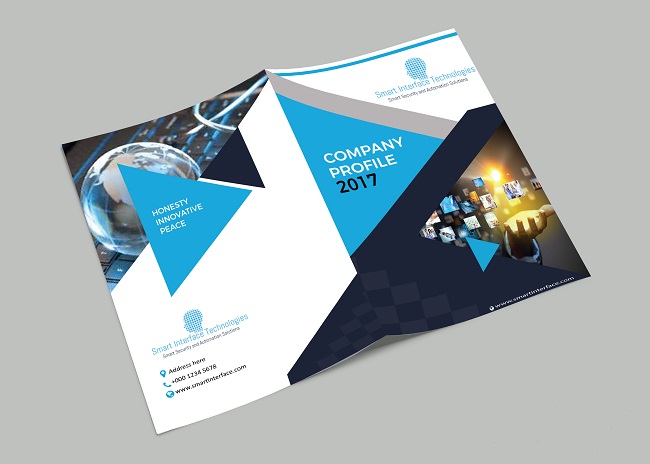 HONESTY
INNOVATIVE
PEACE
Smart Interface Technologies
Smart Security and Automation Solutions
Address here
+000 1234 5678
www.smartinterface.com
Smart Interface Technologies
Smart Security and Automation Solutions
COMPANY
PROFILE
2017
www.smartinterface.com